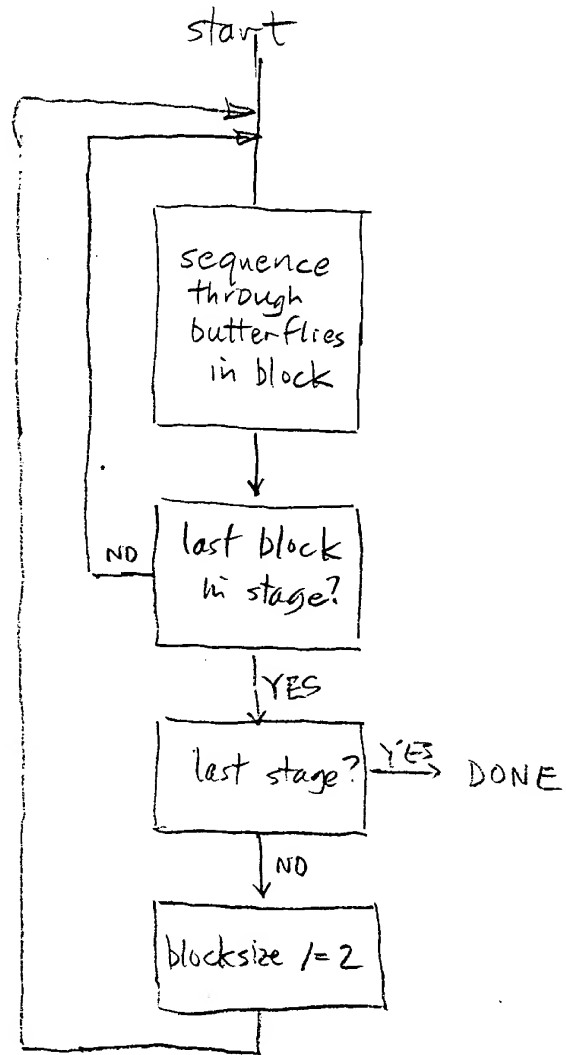 start
sequence
through
butterflies
in block
last block
in stage?
NO
YES
last stage?
YES
DONE
NO
blocksize /= 2